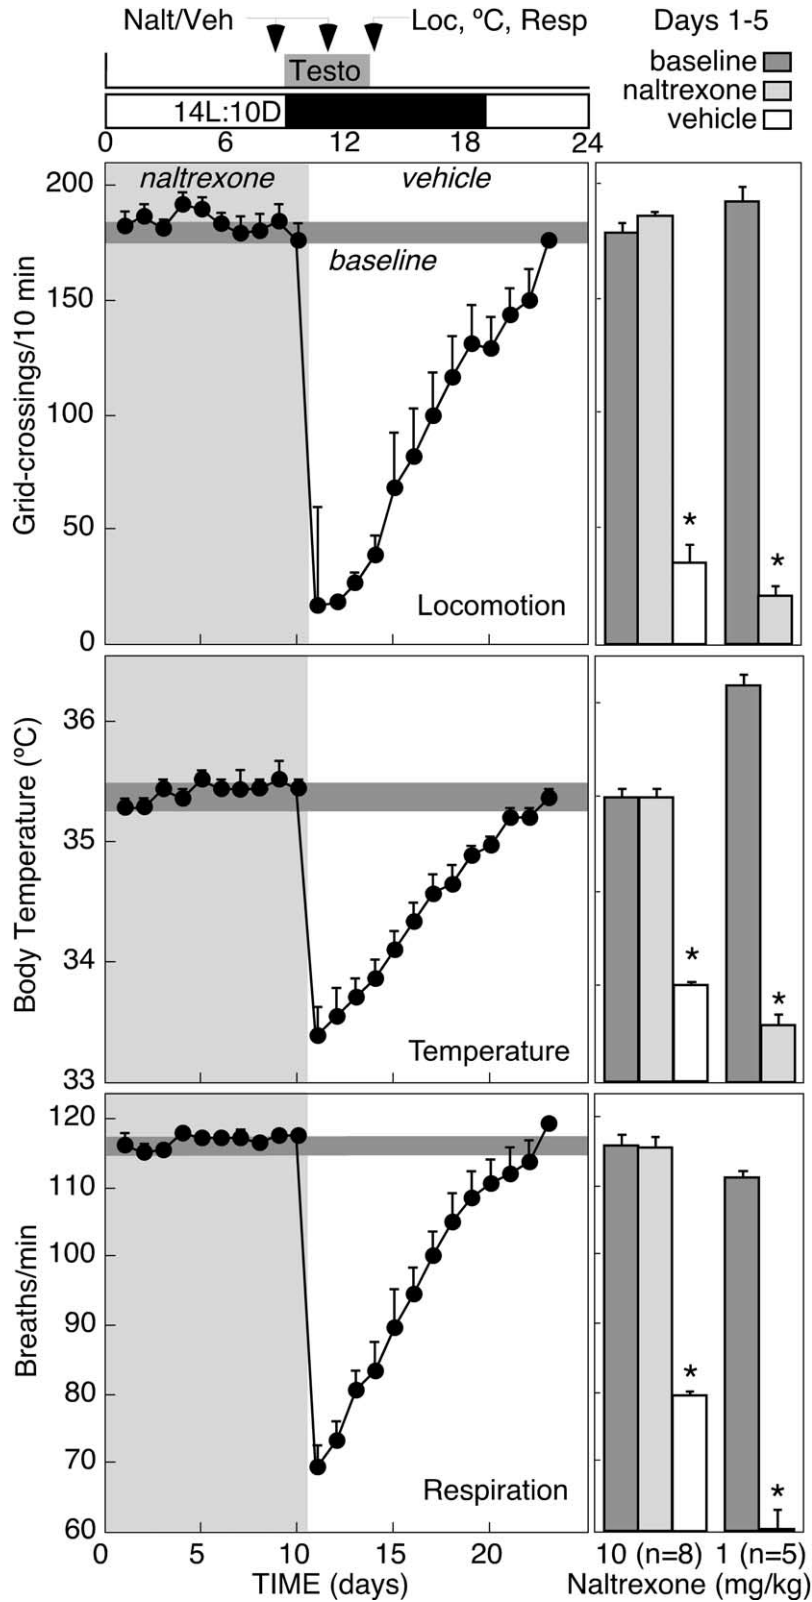 Nalt/Veh Loc, ºC, Resp Days 1-5
baseline
naltrexone
vehicle
Testo
14L:10D
0 6 12 18 24
naltrexone vehicle
baseline
200
150
100
50
0
Grid-crossings/10 min
* *
Locomotion
36
35
34
33
Body Temperature (ºC)
* *
Temperature
120
110
100
90
80
70
60
Breaths/min
* *
Respiration
0 5 10 15 20
TIME (days)
10 (n=8) 1 (n=5)
Naltrexone (mg/kg)